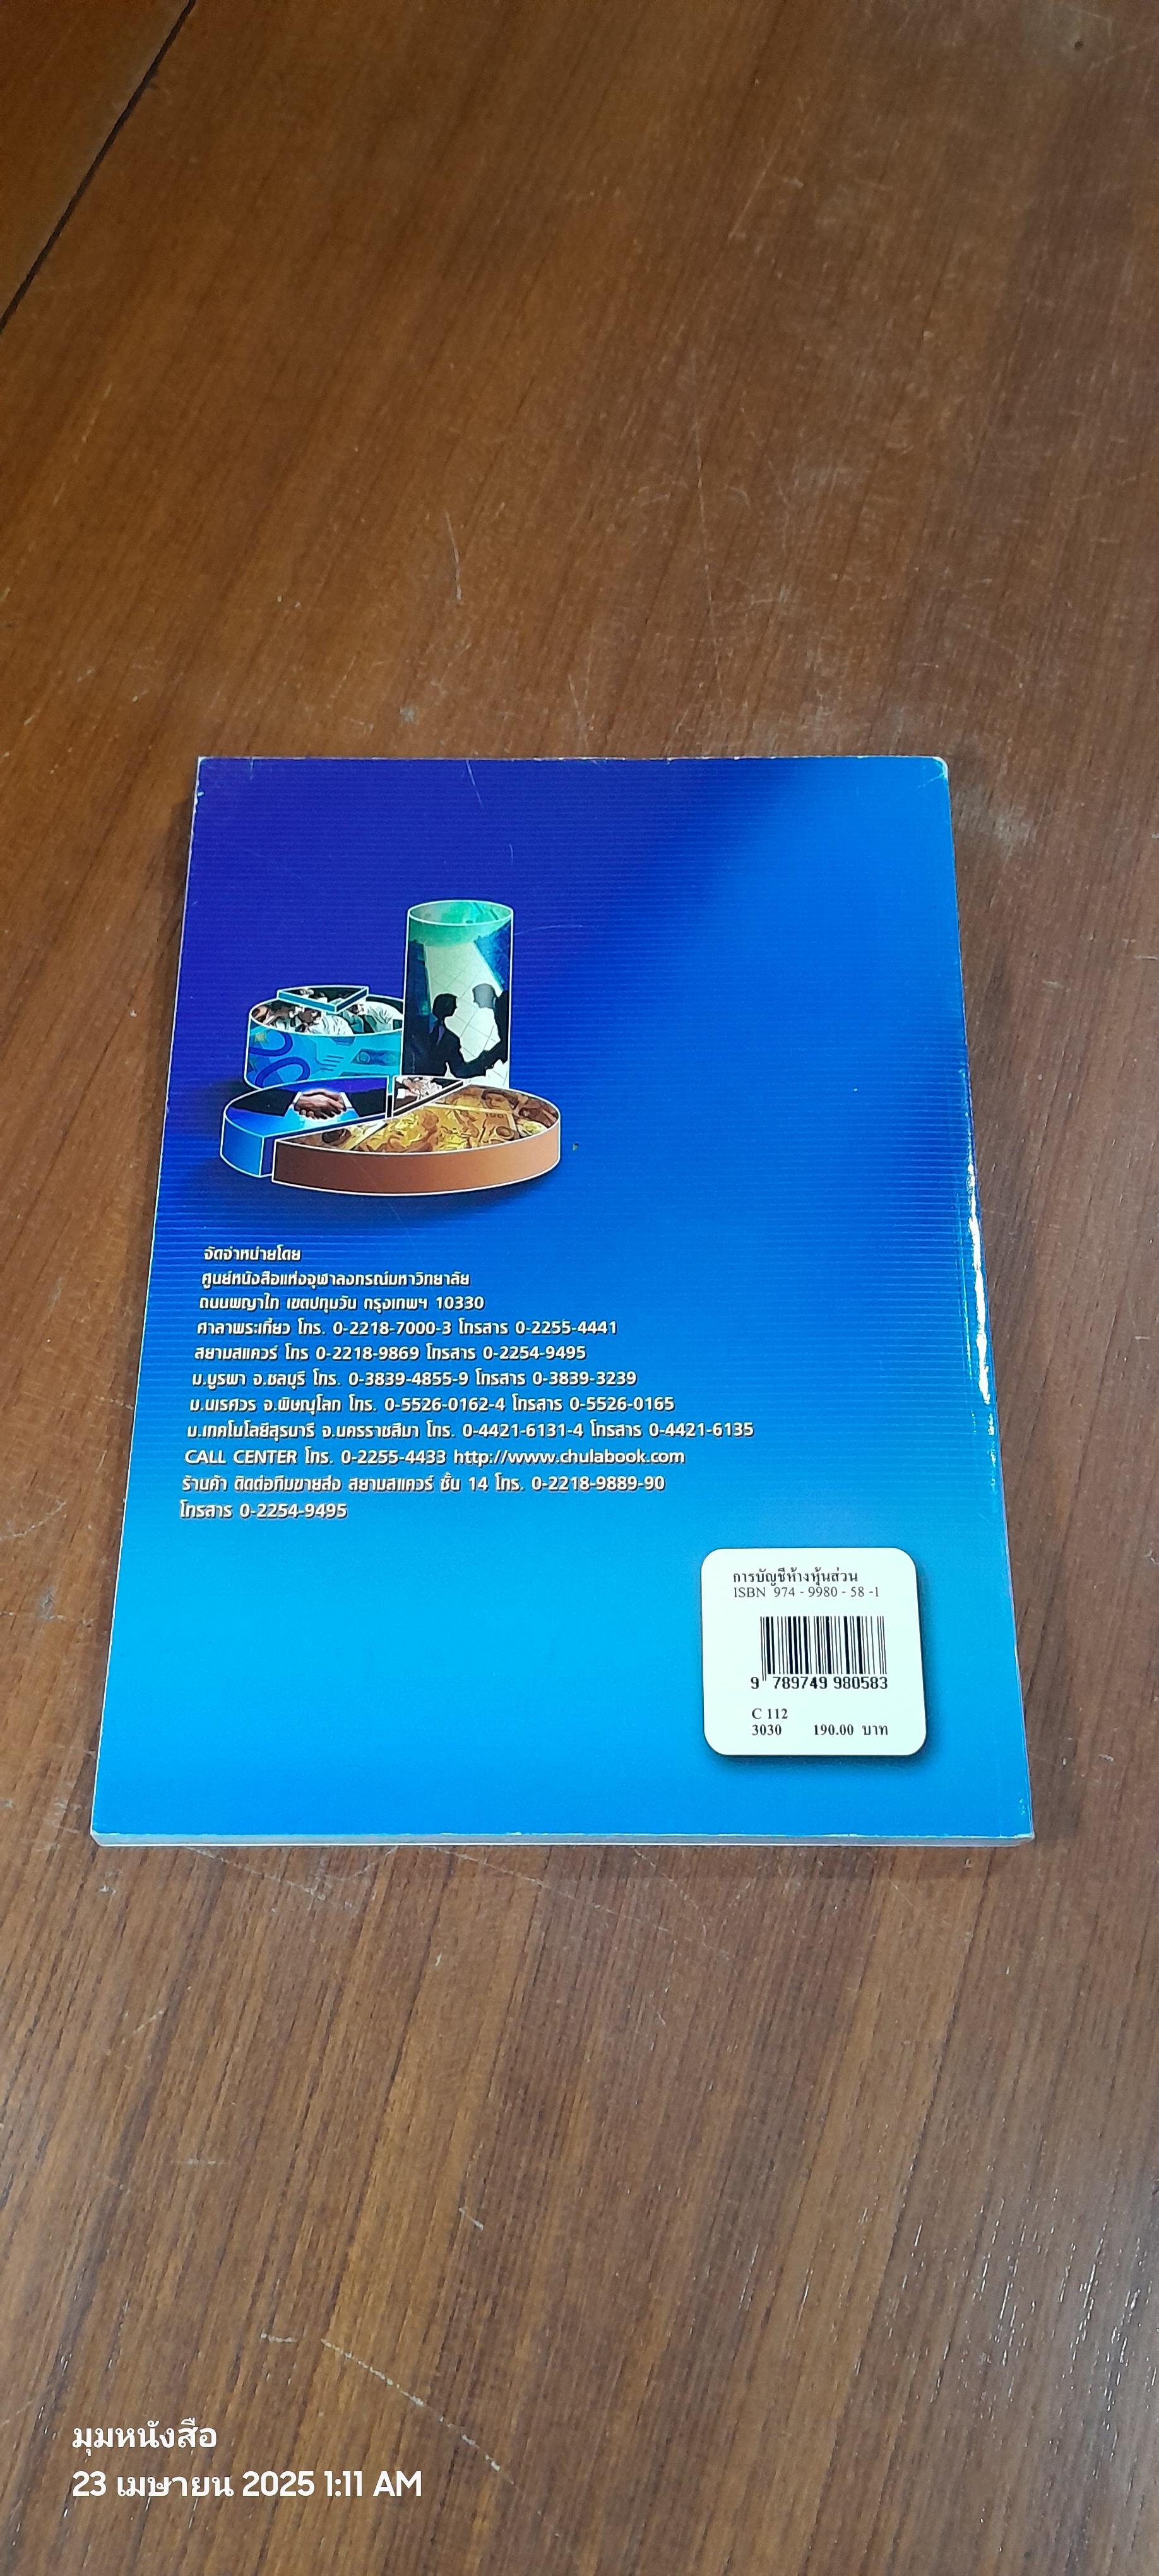 จัดจำหน่ายโดย
ศูนย์หนังสือแห่งจุฬาลงกรณ์มหาวิทยาลัย
ถนนพญาไท เขตปทุมวัน กรุงเทพฯ 10330
ศาลาพระเกี้ยว โทร. 0-2218-7000-3 โทรสาร 0-2255-4441
สยามสแควร์ โทร 0-2218-9869 โทรสาร 0-2254-9495
ม.บูรพา จ.ชลบุรี โทร. 0-3839-4855-9 โทรสาร 0-3839-3239
ม.นเรศวร จ.พิษณุโลก โทร. 0-5526-0162-4 โทรสาร 0-5526-0165
ม.เทคโนโลยีสุรนารี จ.นครราชสีมา โทร. 0-4421-6131-4 โทรสาร 0-4421-6135
CALL CENTER โทร. 0-2255-4433 http://www.chulabook.com
ร้านค้า ติดต่อทีมขายส่ง สยามสแควร์ ชั้น 14 โทร. 0-2218-9889-90
โทรสาร 0-2254-9495
การบัญชีห้างหุ้นส่วน
ISBN 974 - 9980 - 58 -1
9 789749 980583
C 112
3030 190.00 บาท
มุมหนังสือ
23 เมษายน 2025 1:11 AM